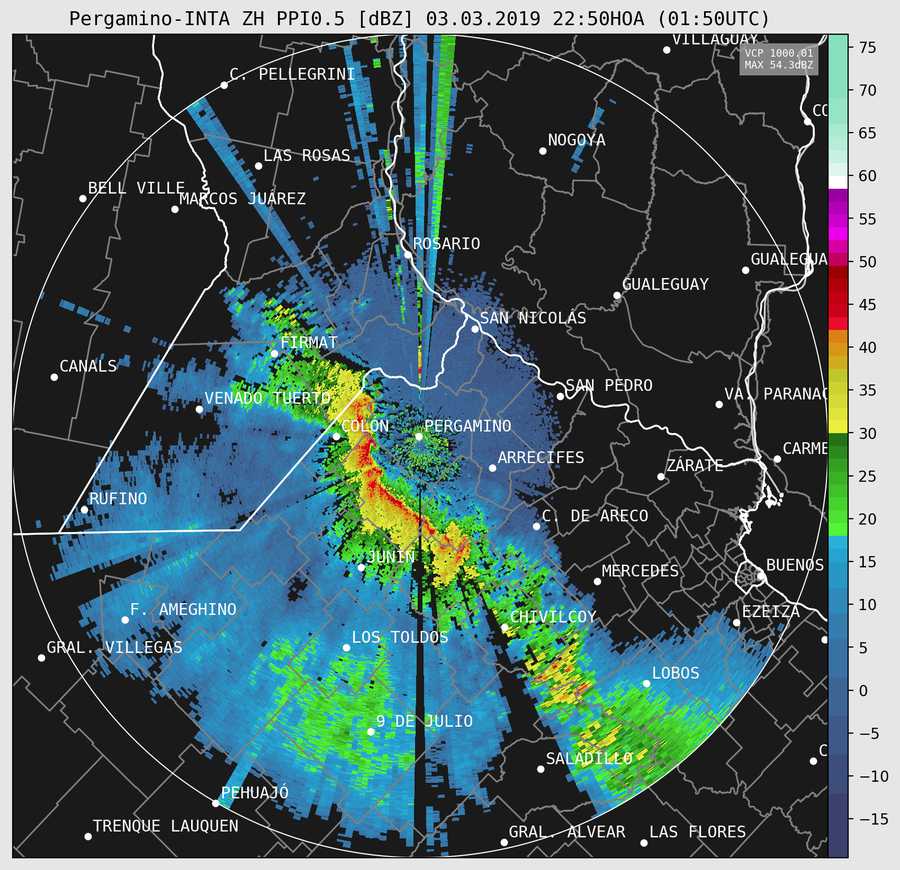 Pergamino-INTA ZH PPI0.5 [dBZ] 03.03.2019 22:50HOA (01:50UTC)
VILLAGUAY
VCP 1000.01
MAX 54.3dBZ
C. PELLEGRINI
CO
NOGOYA
LAS ROSAS
BELL VILLE
MARCOS JUÁREZ
ROSARIO
GUALEGUA
GUALEGUAY
SAN NICOLÁS
FIRMAT
CANALS
SAN PEDRO
VENADO TUERTO
VA. PARANAC
COLÓN
PERGAMINO
CARME
ARRECIFES
ZÁRATE
RUFINO
C. DE ARECO
JUNÍN
MERCEDES
BUENOS
F. AMEGHINO
CHIVILCOY
EZEIZA
LOS TOLDOS
GRAL. VILLEGAS
LOBOS
9 DE JULIO
SALADILLO
C
PEHUAJÓ
TRENQUE LAUQUEN
GRAL. ALVEAR
LAS FLORES
75
70
65
60
55
50
45
40
35
30
25
20
15
10
5
0
−5
−10
−15